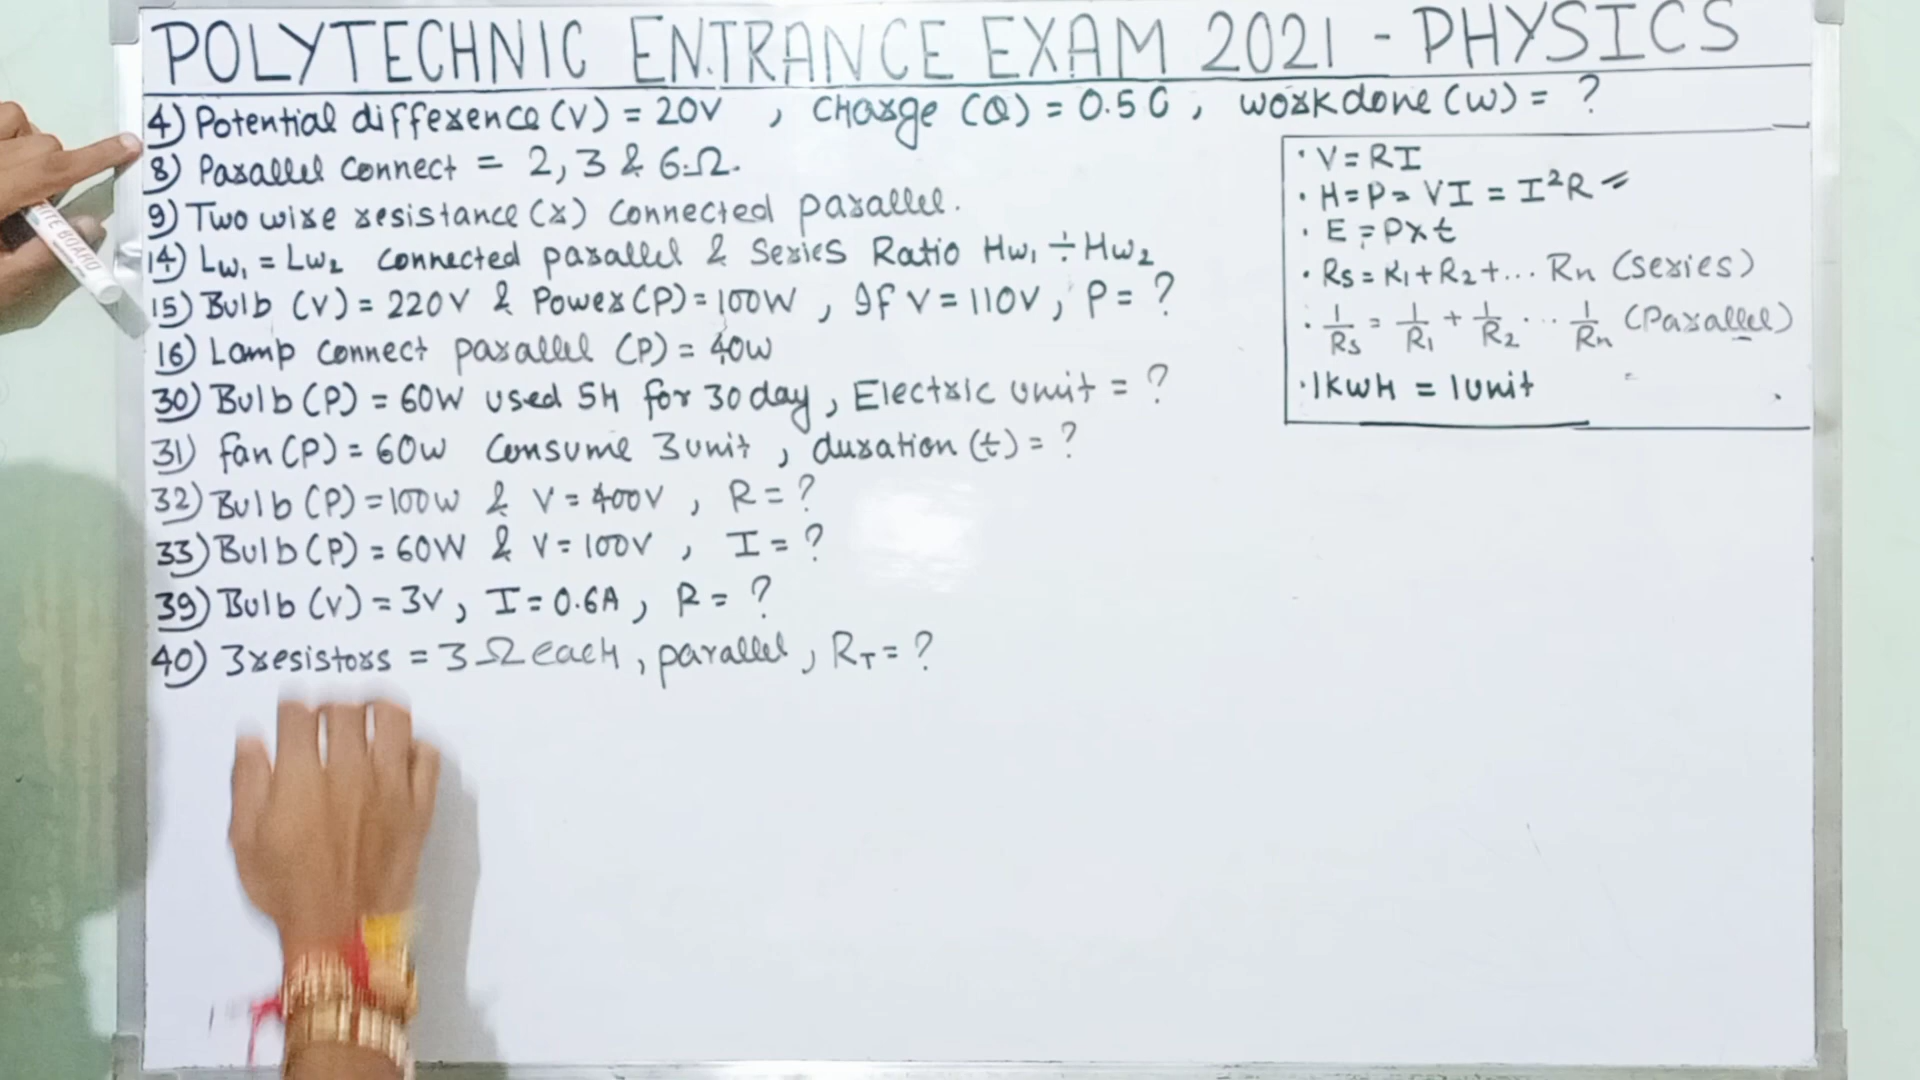 POLYTECHNIC ENTRANCE EXAM 2021 - PHYSICS
4) Potential difference (V) = 20V , Charge (Q) = 0.5C , workdone (w) = ?
8) Parallel connect = 2, 3 & 6Ω.
9) Two wire resistance (r) connected parallel.
14) Lw₁ = Lw₂ connected parallel & Series Ratio Hw₁ ÷ Hw₂
15) Bulb (V) = 220V & Power (P) = 100W , If V = 110V , P = ?
16) Lamp connect parallel (P) = 40W
30) Bulb (P) = 60W used 5H for 30 day , Electric unit = ?
31) fan (P) = 60W Consume 3unit , duration (t) = ?
32) Bulb (P) = 100W & V = 400V , R = ?
33) Bulb (P) = 60W & V = 100V , I = ?
39) Bulb (V) = 3V , I = 0.6A , R = ?
40) 3 resistors = 3Ω each , parallel , R_T = ?
· V = RI
· H = P = VI = I²R =
· E = P×t
· Rs = R₁ + R₂ + ... Rn (Series)
· 1/Rs = 1/R₁ + 1/R₂ ... 1/Rn (Parallel)
· 1KWH = 1Unit